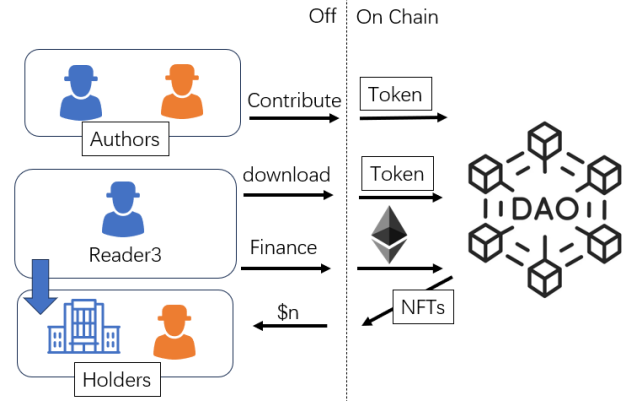 Off
On Chain
Contribute
Token
Authors
download
Token
DAO
Reader3
Finance
$n
NFTs
Holders